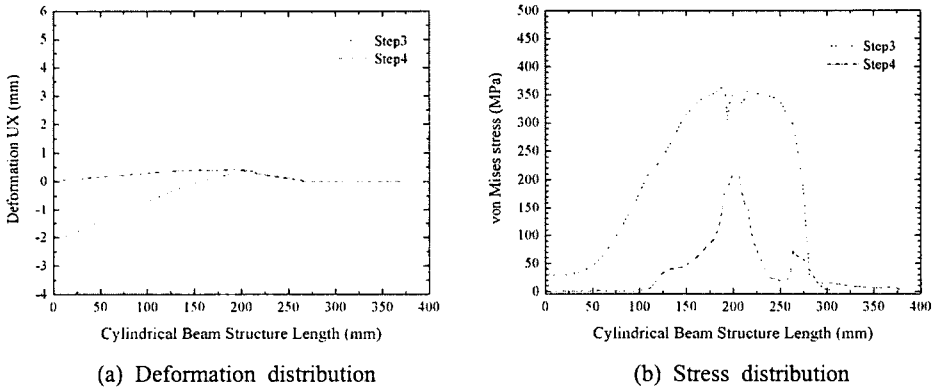 6
5
4
3
2
1
0
-1
-2
-3
-4
Deformation UX (mm)
Step3
Step4
0 50 100 150 200 250 300 350 400
Cylindrical Beam Structure Length (mm)
(a) Deformation distribution
500
450
400
350
300
250
200
150
100
50
0
von Mises stress (MPa)
Step3
Step4
0 50 100 150 200 250 300 350 400
Cylindrical Beam Structure Length (mm)
(b) Stress distribution